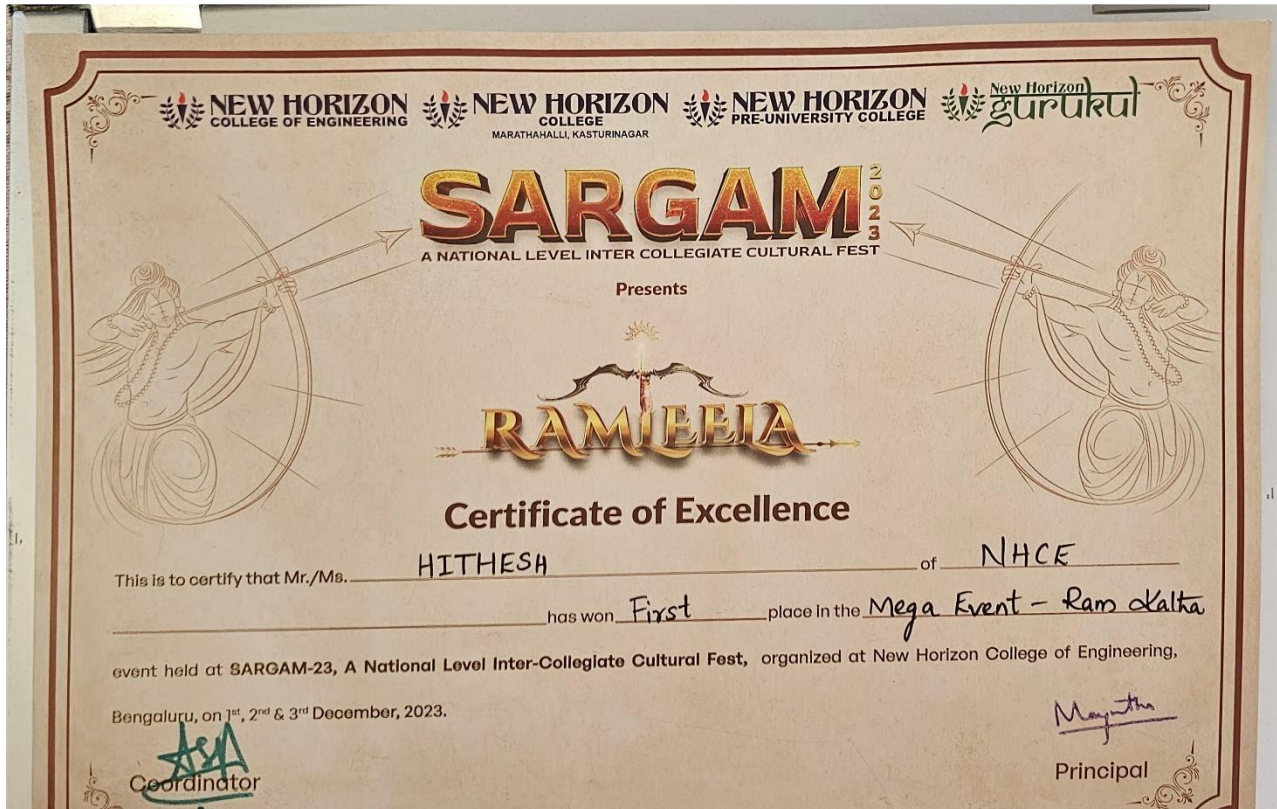 NEW HORIZON
COLLEGE OF ENGINEERING
NEW HORIZON
COLLEGE
MARATHAHALLI, KASTURINAGAR
NEW HORIZON
PRE-UNIVERSITY COLLEGE
New Horizon
gurukul
SARGAM 2023
A NATIONAL LEVEL INTER COLLEGIATE CULTURAL FEST
Presents
RAMLEELA
Certificate of Excellence
This is to certify that Mr./Ms. HITHESH of NHCE
has won First place in the Mega Event - Ram Katha
event held at SARGAM-23, A National Level Inter-Collegiate Cultural Fest, organized at New Horizon College of Engineering,
Bengaluru, on 1st, 2nd & 3rd December, 2023.
Coordinator
Principal